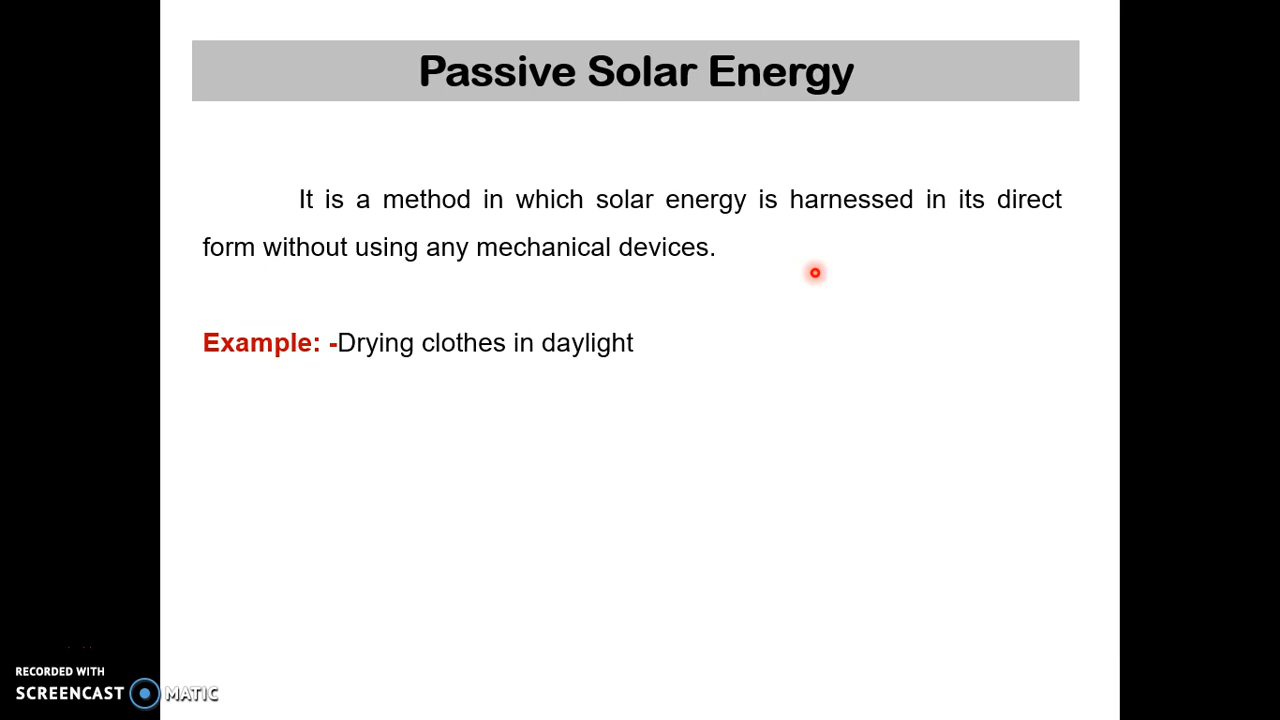 Passive Solar Energy
It is a method in which solar energy is harnessed in its direct
form without using any mechanical devices.
Example: -Drying clothes in daylight
RECORDED WITH
SCREENCAST MATIC